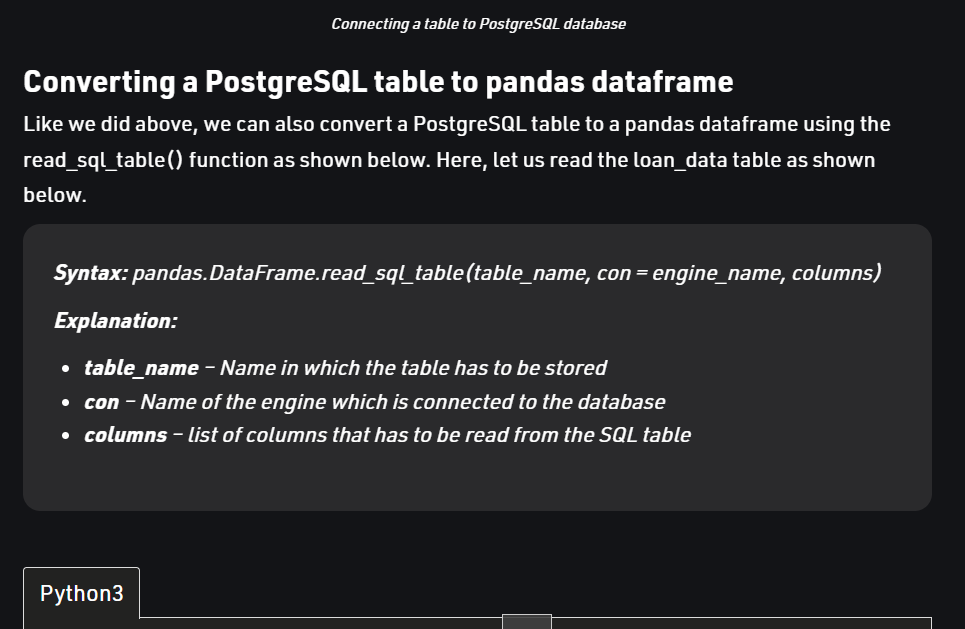 Connecting a table to PostgreSQL database
Converting a PostgreSQL table to pandas dataframe
Like we did above, we can also convert a PostgreSQL table to a pandas dataframe using the
read_sql_table() function as shown below. Here, let us read the loan_data table as shown
below.
Syntax: pandas.DataFrame.read_sql_table(table_name, con = engine_name, columns)
Explanation:
• table_name – Name in which the table has to be stored
• con – Name of the engine which is connected to the database
• columns – list of columns that has to be read from the SQL table
Python3